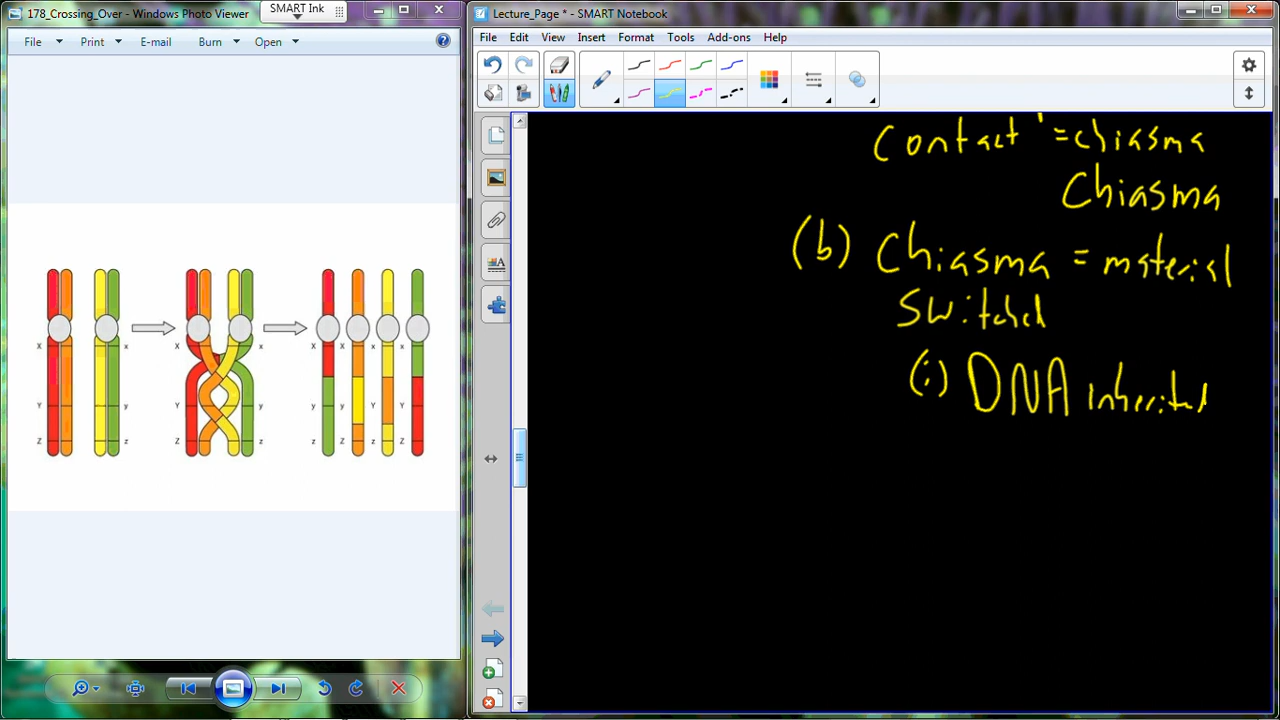 178_Crossing_Over - Windows Photo Viewer
SMART Ink
File Print E-mail Burn Open
X x X x X x
Y y Y y Y y
Z z Z z z Z z Z
Lecture_Page * - SMART Notebook
File Edit View Insert Format Tools Add-ons Help
Contact = chiasma
Chiasma
(b) Chiasma = material
Switched
(i) DNA inherited